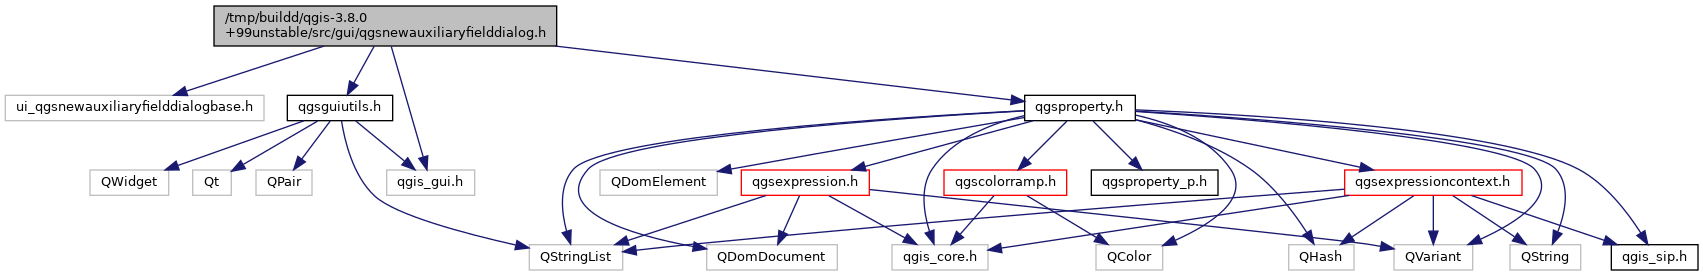 /tmp/buildd/qgis-3.8.0
+99unstable/src/gui/qgsnewauxiliaryfielddialog.h
ui_qgsnewauxiliaryfielddialogbase.h
qgsguiutils.h
qgsproperty.h
QWidget
Qt
QPair
qgis_gui.h
QDomElement
qgsexpression.h
qgscolorramp.h
qgsproperty_p.h
qgsexpressioncontext.h
QStringList
QDomDocument
qgis_core.h
QColor
QHash
QVariant
QString
qgis_sip.h